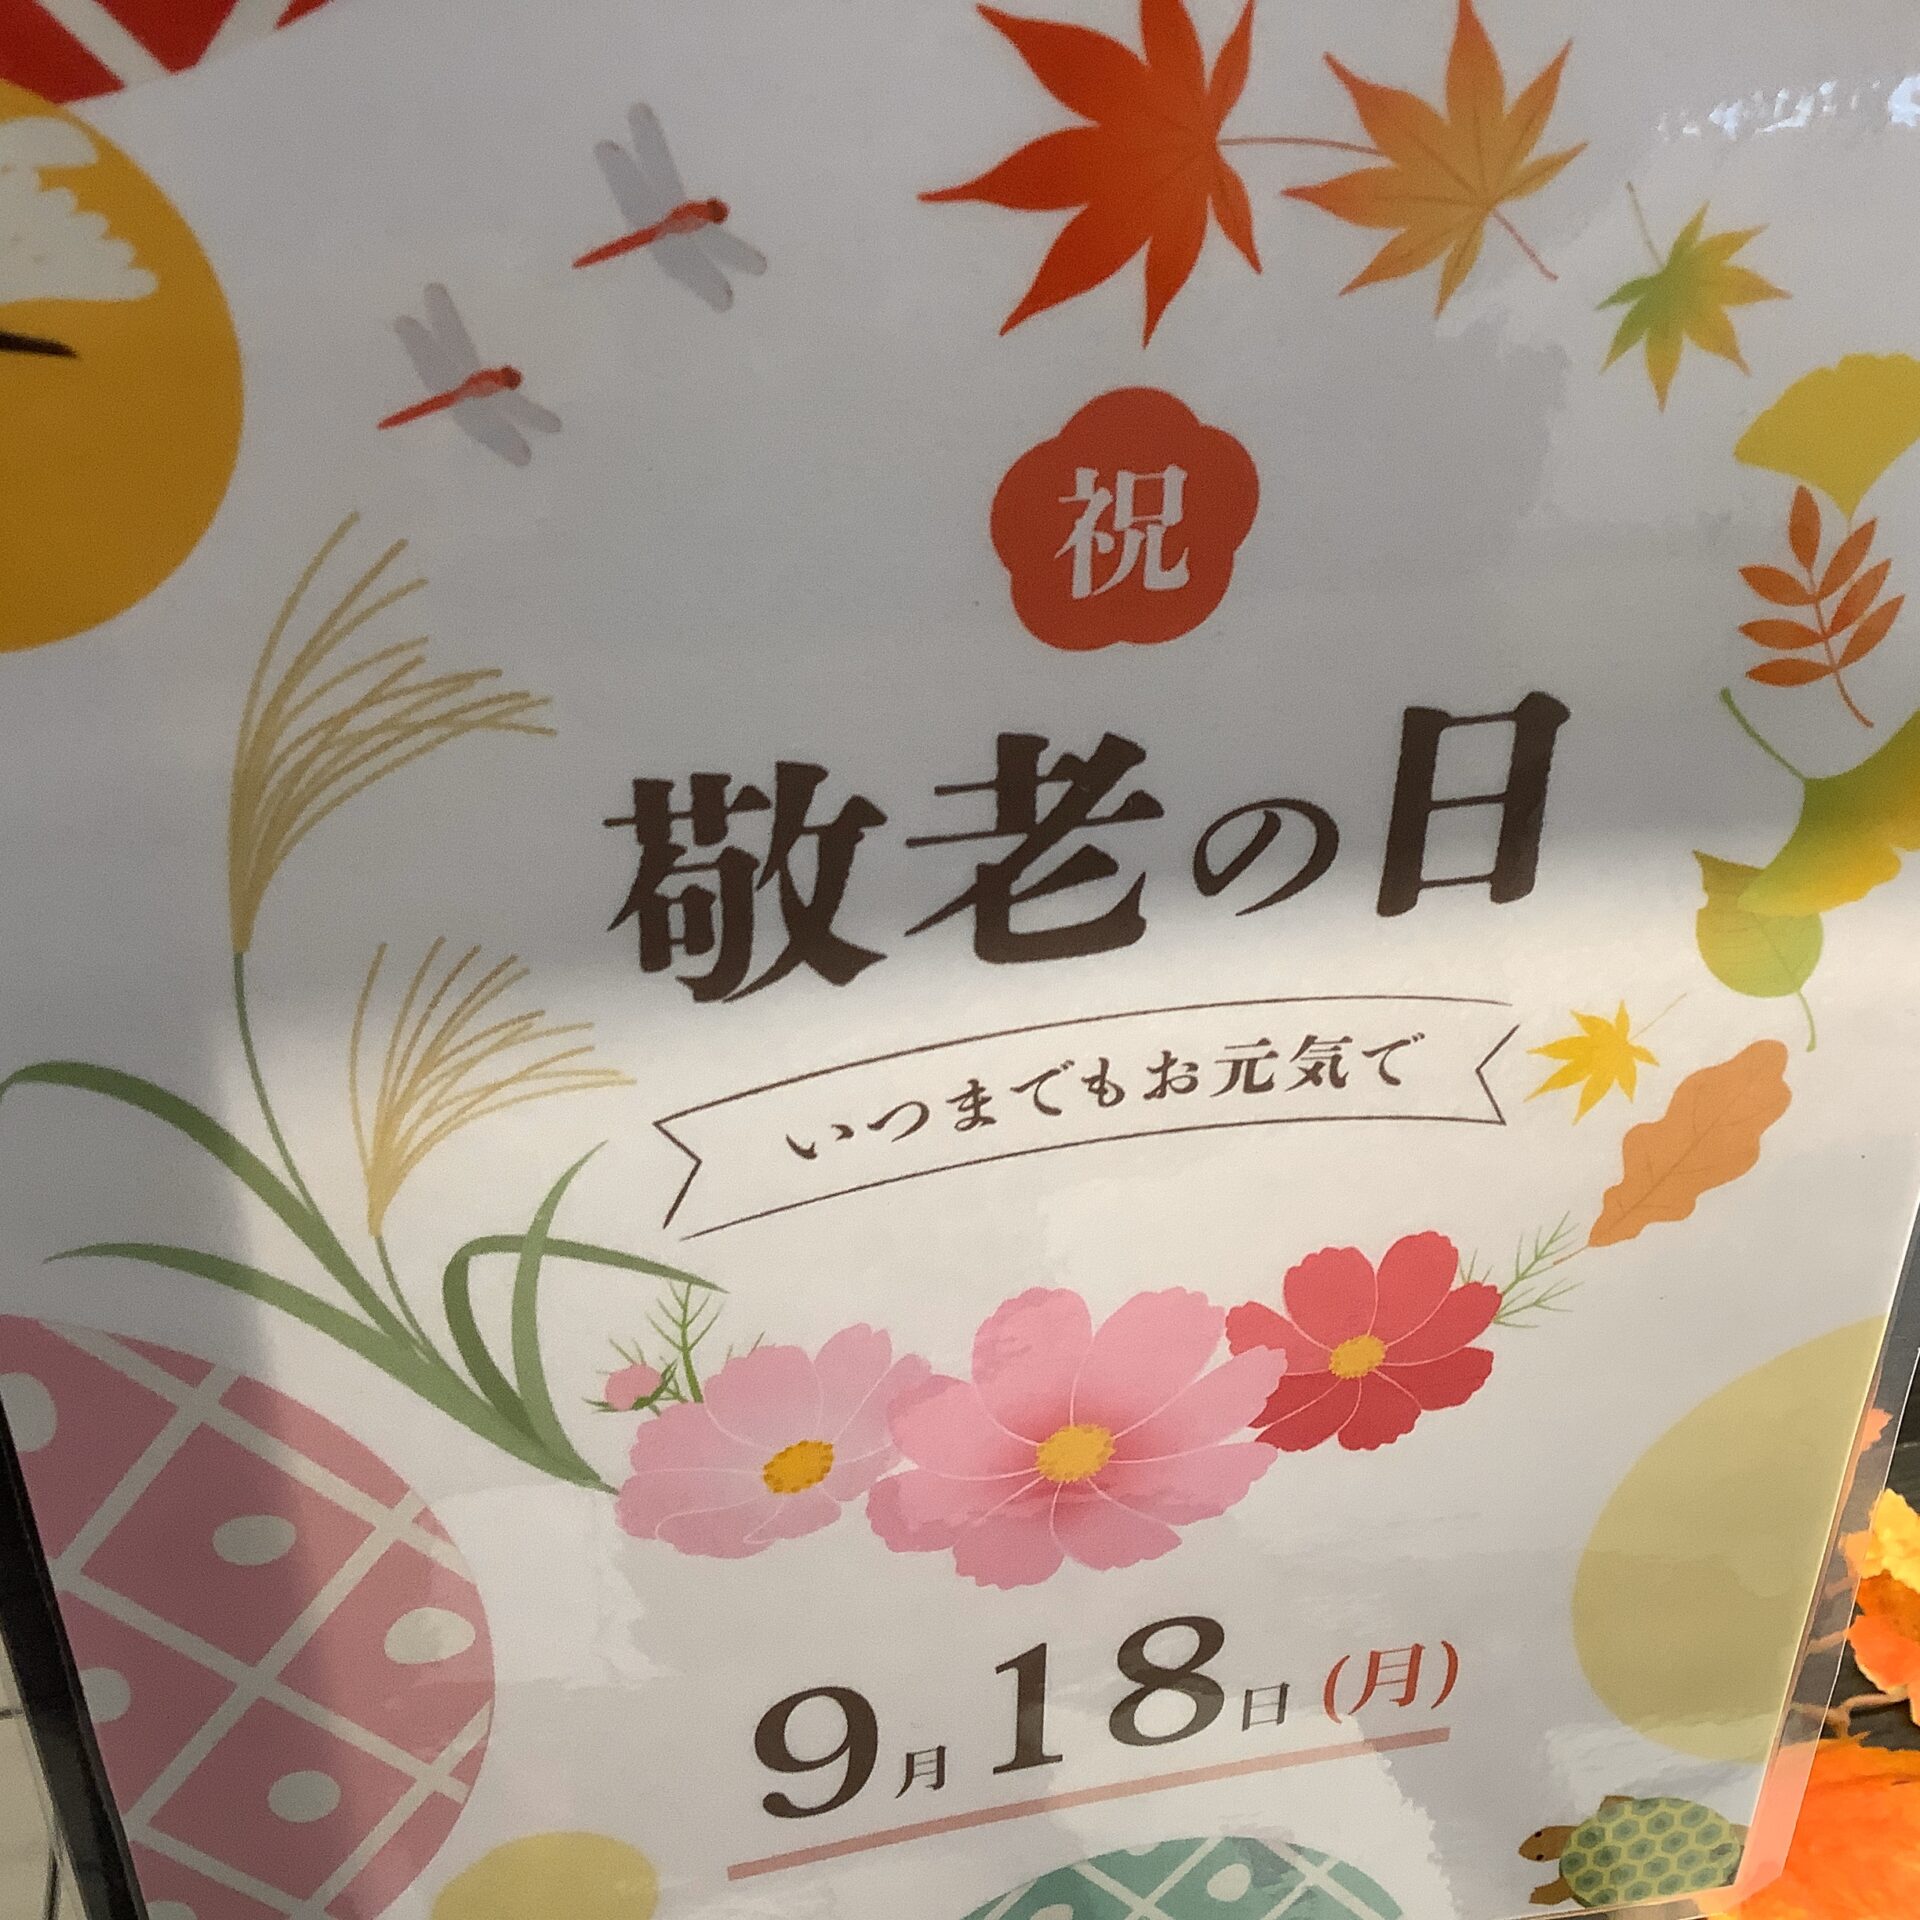 祝
敬老の日
いつまでもお元気で
9月18日(月)